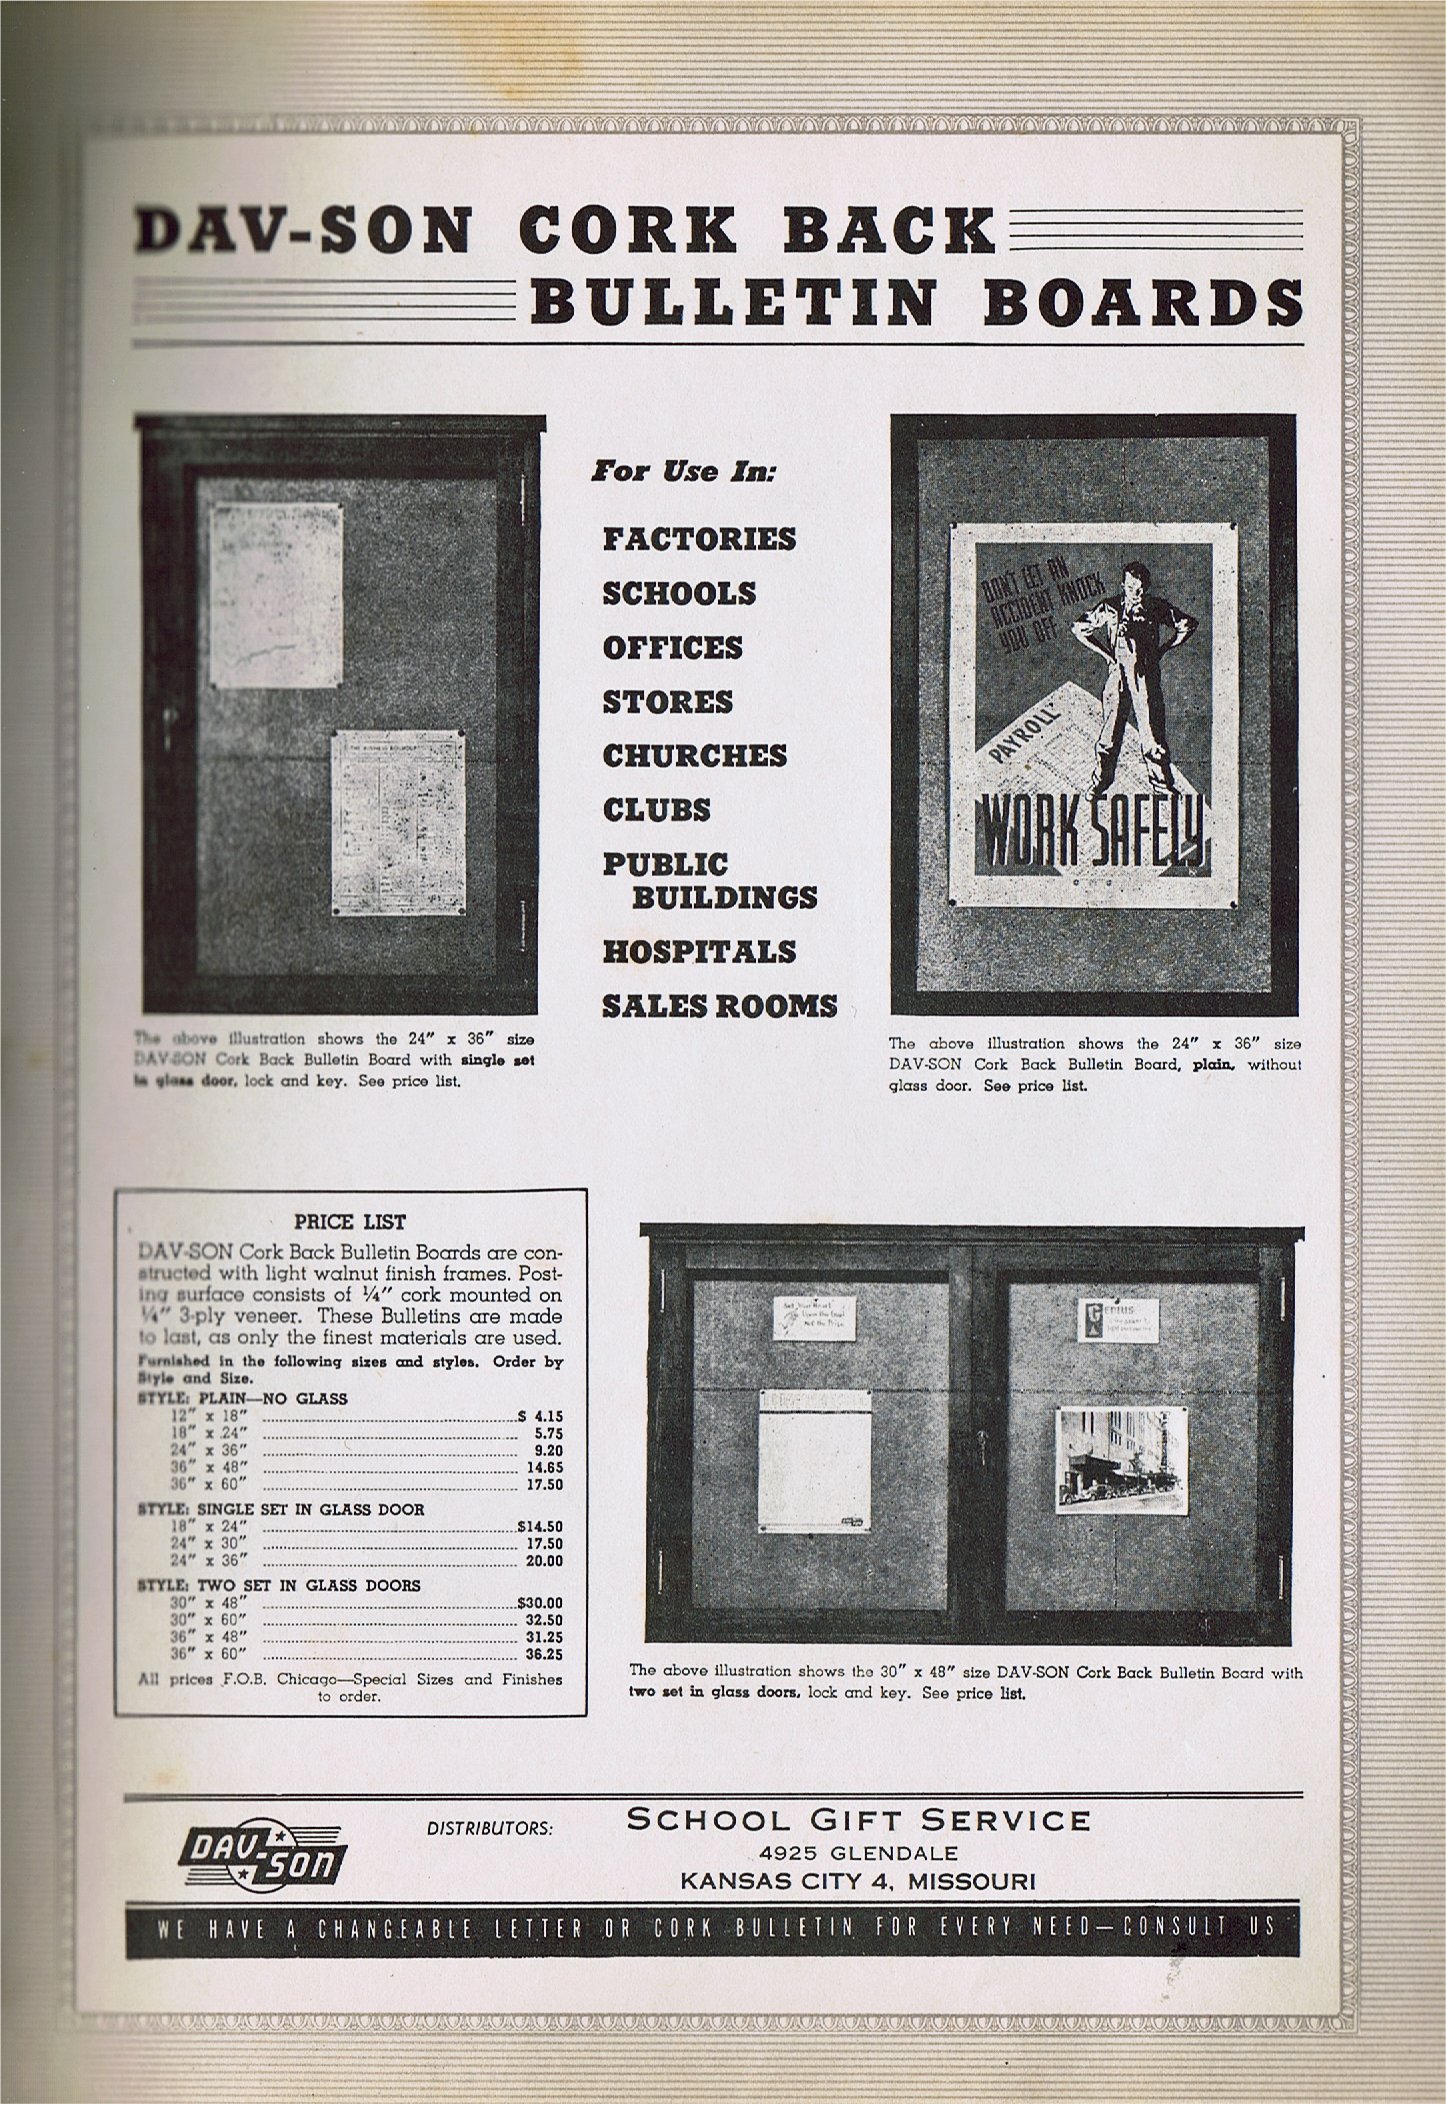 DAV-SON CORK BACK
BULLETIN BOARDS
For Use In:
FACTORIES
SCHOOLS
OFFICES
STORES
CHURCHES
CLUBS
PUBLIC
BUILDINGS
HOSPITALS
SALES ROOMS
DON'T LET AN
ACCIDENT KNOCK
YOU OFF
PAYROLL
WORK SAFELY
The above illustration shows the 24" x 36" size
DAV-SON Cork Back Bulletin Board with single set
in glass door, lock and key. See price list.
The above illustration shows the 24" x 36" size
DAV-SON Cork Back Bulletin Board, plain, without
glass door. See price list.
PRICE LIST
DAV-SON Cork Back Bulletin Boards are con-
structed with light walnut finish frames. Post-
ing surface consists of ¼" cork mounted on
¼" 3-ply veneer. These Bulletins are made
to last, as only the finest materials are used.
Furnished in the following sizes and styles. Order by
Style and Size.
STYLE: PLAIN—NO GLASS
12" x 18" ........ $ 4.15
18" x 24" ........ 5.75
24" x 36" ........ 9.20
36" x 48" ........ 14.65
36" x 60" ........ 17.50
STYLE: SINGLE SET IN GLASS DOOR
18" x 24" ........ $14.50
24" x 30" ........ 17.50
24" x 36" ........ 20.00
STYLE: TWO SET IN GLASS DOORS
30" x 48" ........ $30.00
30" x 60" ........ 32.50
36" x 48" ........ 31.25
36" x 60" ........ 36.25
All prices F.O.B. Chicago—Special Sizes and Finishes
to order.
The above illustration shows the 30" x 48" size DAV-SON Cork Back Bulletin Board with
two set in glass doors, lock and key. See price list.
DAV-SON
DISTRIBUTORS:
SCHOOL GIFT SERVICE
4925 GLENDALE
KANSAS CITY 4, MISSOURI
WE HAVE A CHANGEABLE LETTER OR CORK BULLETIN FOR EVERY NEED—CONSULT US